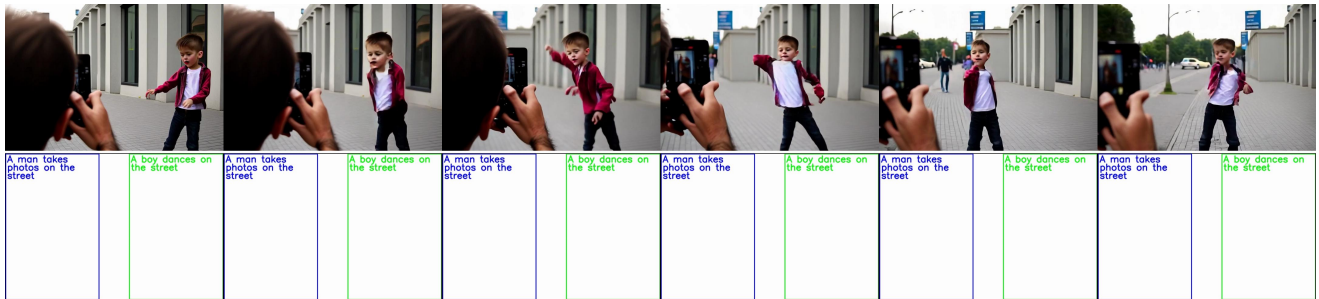 A man takes
photos on the
street
A boy dances on
the street
A man takes
photos on the
street
A boy dances on
the street
A man takes
photos on the
street
A boy dances on
the street
A man takes
photos on the
street
A boy dances on
the street
A man takes
photos on the
street
A boy dances on
the street
A man takes
photos on the
street
A boy dances on
the street